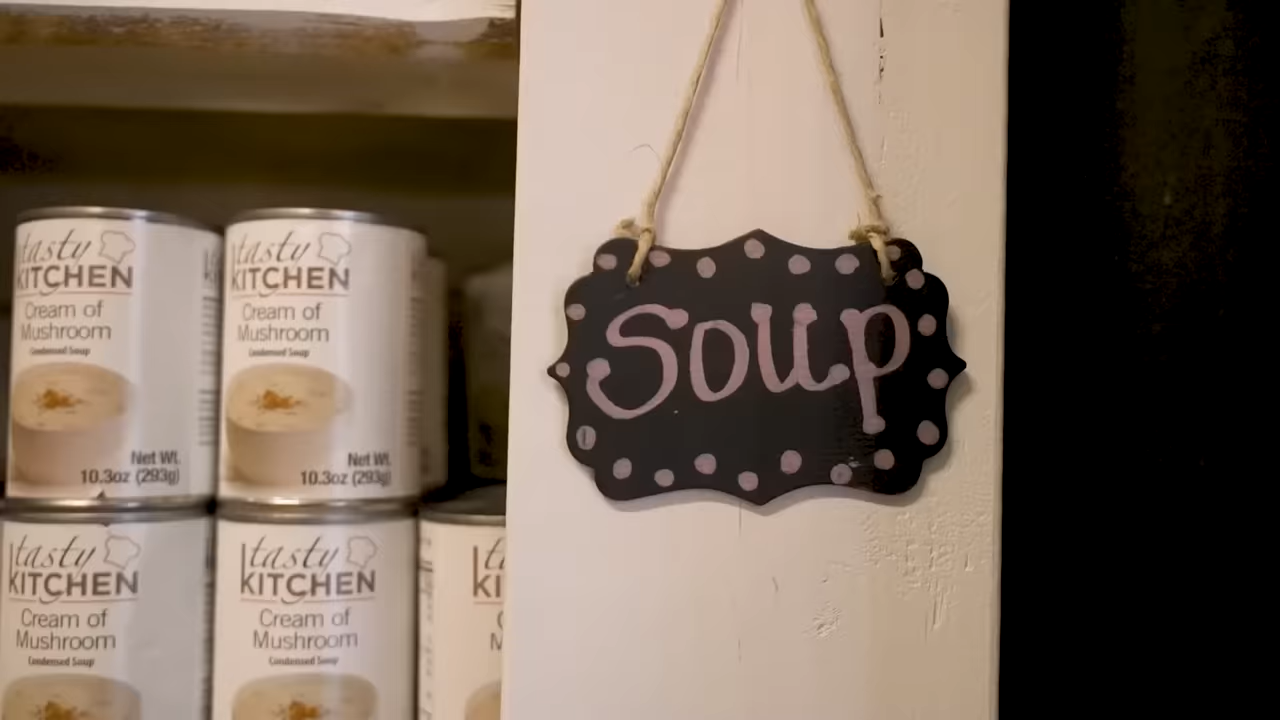 tasty
KITCHEN
Cream of
Mushroom
Condensed Soup
Net Wt.
10.3oz (293g)
tasty
KITCHEN
Cream of
Mushroom
Condensed Soup
Net Wt.
10.3oz (293g)
Soup
tasty
KITCHEN
Cream of
Mushroom
Condensed Soup
tasty
KITCHEN
Cream of
Mushroom
Condensed Soup